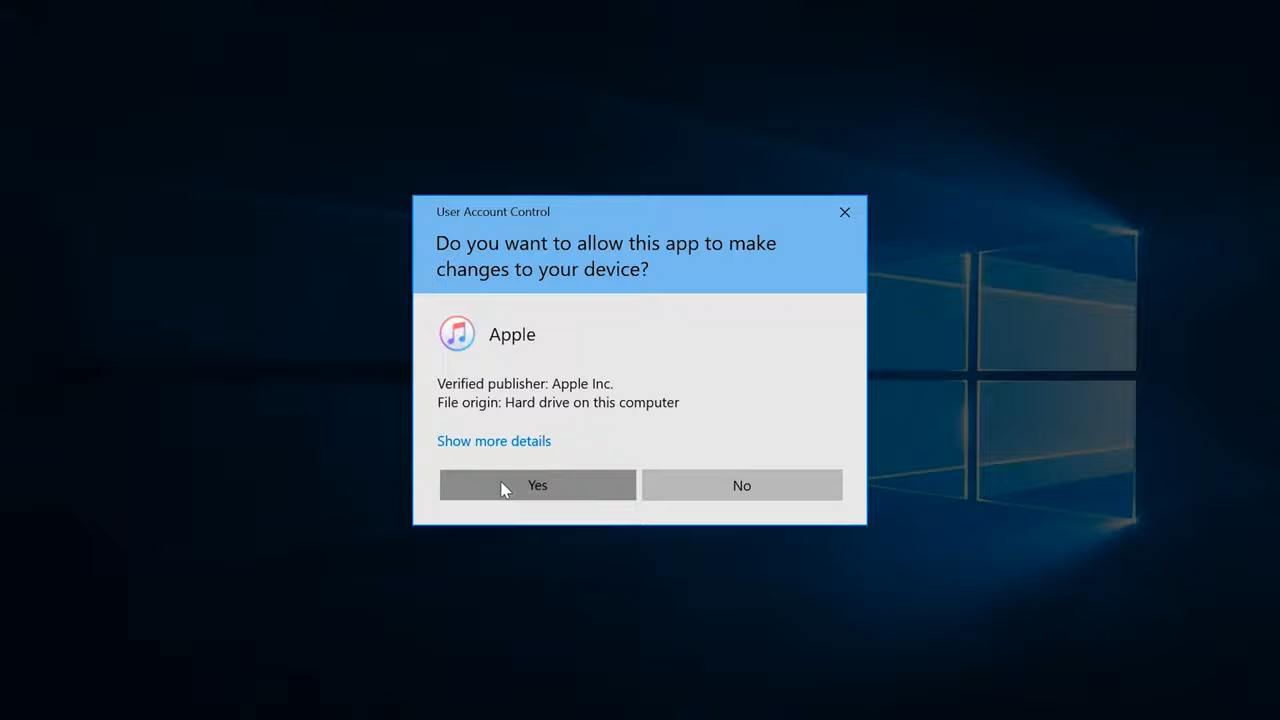 User Account Control
Do you want to allow this app to make
changes to your device?
Apple
Verified publisher: Apple Inc.
File origin: Hard drive on this computer
Show more details
Yes
No